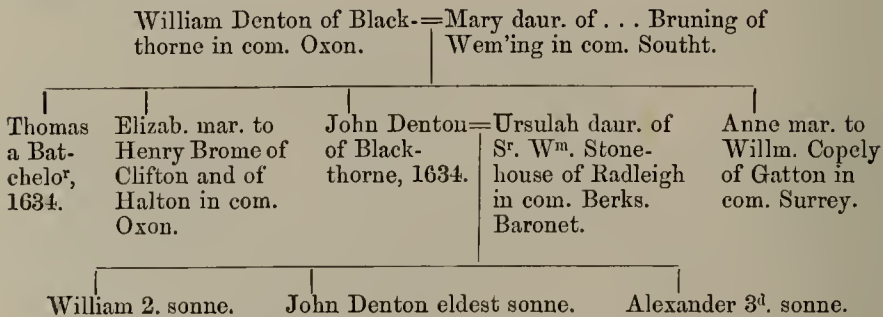 William Denton of Black-=Mary daur. of . . . Bruning of
thorne in com. Oxon. Wem'ing in com. Southt.
Thomas
a Bat-
cheloʳ,
1634.
Elizab. mar. to
Henry Brome of
Clifton and of
Halton in com.
Oxon.
John Denton=Ursulah daur. of
of Black- Sʳ. Wᵐ. Stone-
thorne, 1634. house of Radleigh
in com. Berks.
Baronet.
Anne mar. to
Willm. Copely
of Gatton in
com. Surrey.
William 2. sonne. John Denton eldest sonne. Alexander 3ᵈ. sonne.